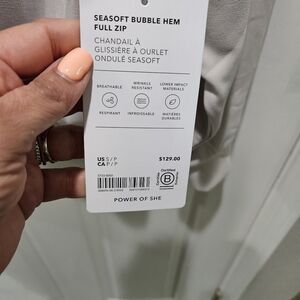 SEASOFT BUBBLE HEM
FULL ZIP
CHANDAIL À
GLISSIÈRE À OURLET
ONDULÉ SEASOFT
BREATHABLE
WRINKLE
RESISTANT
LOWER IMPACT
MATERIALS
RESPIRANT
INFROISSABLE
MATIÈRES
DURABLES
US S / P
CA P / P
$129.00
Certified
B
Corporation
POWER OF SHE